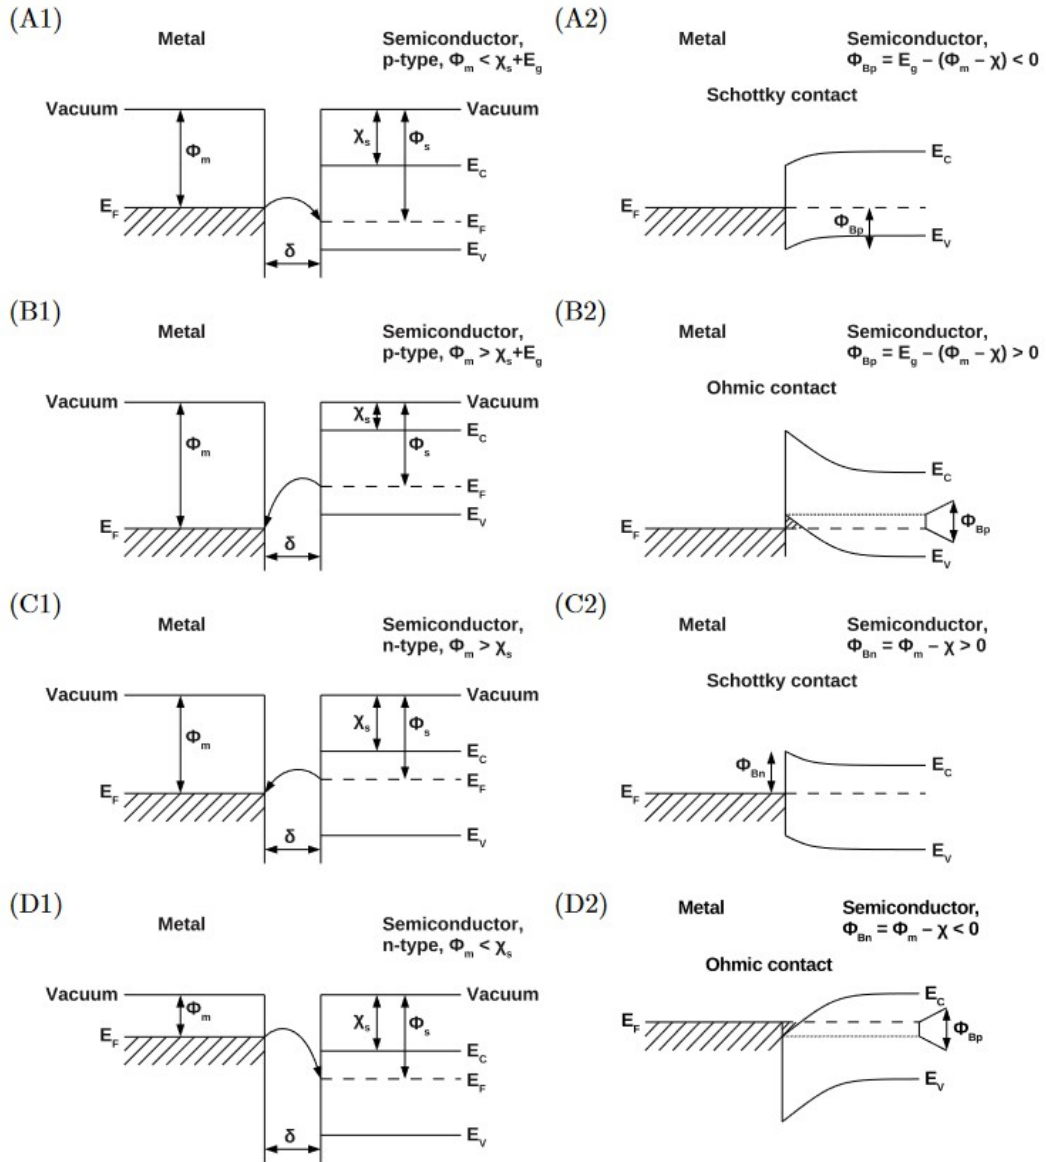 (A1)
Metal
Semiconductor,
p-type, Φm < χs+Eg
Vacuum
Vacuum
Φm
χs
Φs
EC
EF
EF
δ
EV
(A2)
Metal
Semiconductor,
ΦBp = Eg – (Φm – χ) < 0
Schottky contact
EC
EF
ΦBp
EV
(B1)
Metal
Semiconductor,
p-type, Φm > χs+Eg
Vacuum
Vacuum
χs
EC
Φm
Φs
EF
EV
EF
δ
(B2)
Metal
Semiconductor,
ΦBp = Eg – (Φm – χ) > 0
Ohmic contact
EC
EF
ΦBp
EV
(C1)
Metal
Semiconductor,
n-type, Φm > χs
Vacuum
Vacuum
Φm
χs
Φs
EC
EF
EF
δ
EV
(C2)
Metal
Semiconductor,
ΦBn = Φm – χ > 0
Schottky contact
ΦBn
EC
EF
EV
(D1)
Metal
Semiconductor,
n-type, Φm < χs
Vacuum
Vacuum
Φm
χs
Φs
EF
EC
EF
δ
EV
(D2)
Metal
Semiconductor,
ΦBn = Φm – χ < 0
Ohmic contact
EC
EF
ΦBp
EV